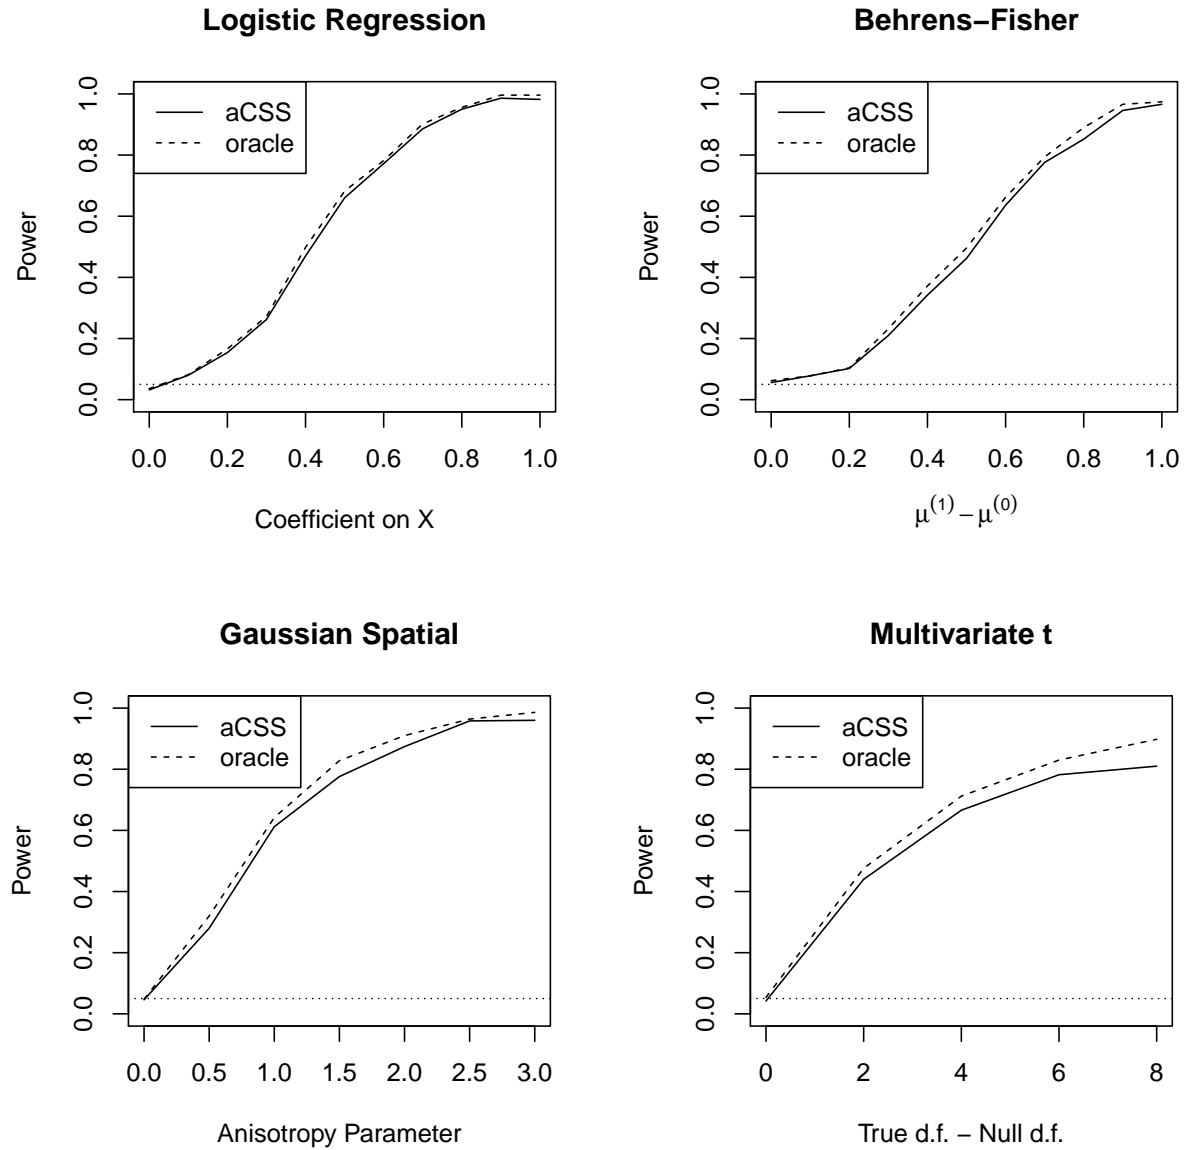 Logistic Regression
aCSS
oracle
Power
0.0 0.2 0.4 0.6 0.8 1.0
0.0 0.2 0.4 0.6 0.8 1.0
Coefficient on X
Behrens−Fisher
aCSS
oracle
Power
0.0 0.2 0.4 0.6 0.8 1.0
0.0 0.2 0.4 0.6 0.8 1.0
μ(1) − μ(0)
Gaussian Spatial
aCSS
oracle
Power
0.0 0.2 0.4 0.6 0.8 1.0
0.0 0.5 1.0 1.5 2.0 2.5 3.0
Anisotropy Parameter
Multivariate t
aCSS
oracle
Power
0.0 0.2 0.4 0.6 0.8 1.0
0 2 4 6 8
True d.f. − Null d.f.